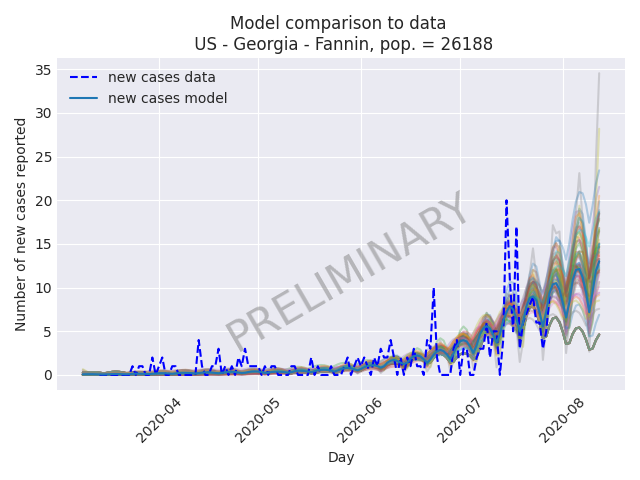 Model comparison to data
US - Georgia - Fannin, pop. = 26188
new cases data
new cases model
Number of new cases reported
35
30
25
20
15
10
5
0
PRELIMINARY
2020-04
2020-05
2020-06
2020-07
2020-08
Day